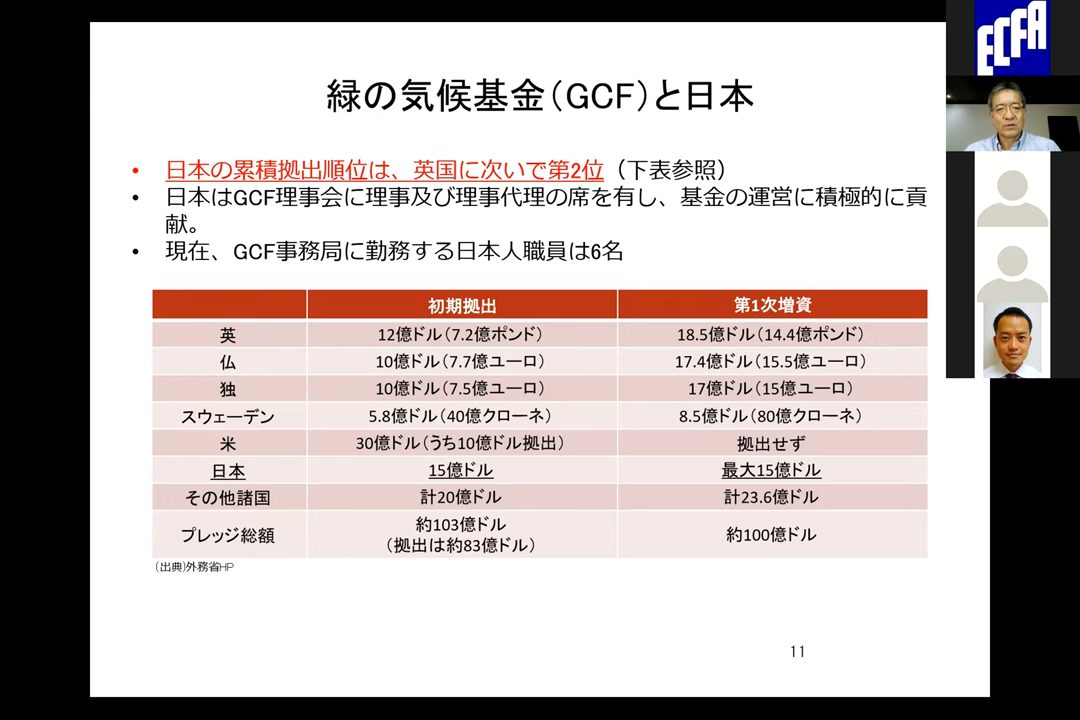 ECFA
緑の気候基金(GCF)と日本
• 日本の累積拠出順位は、英国に次いで第2位（下表参照）
• 日本はGCF理事会に理事及び理事代理の席を有し、基金の運営に積極的に貢
献。
• 現在、GCF事務局に勤務する日本人職員は6名
初期拠出 第1次増資
英 12億ドル(7.2億ポンド) 18.5億ドル(14.4億ポンド)
仏 10億ドル(7.7億ユーロ) 17.4億ドル(15.5億ユーロ)
独 10億ドル(7.5億ユーロ) 17億ドル(15億ユーロ)
スウェーデン 5.8億ドル(40億クローネ) 8.5億ドル(80億クローネ)
米 30億ドル(うち10億ドル拠出) 拠出せず
日本 15億ドル 最大15億ドル
その他諸国 計20億ドル 計23.6億ドル
プレッジ総額 約103億ドル 約100億ドル
(拠出は約83億ドル)
(出典)外務省HP
11